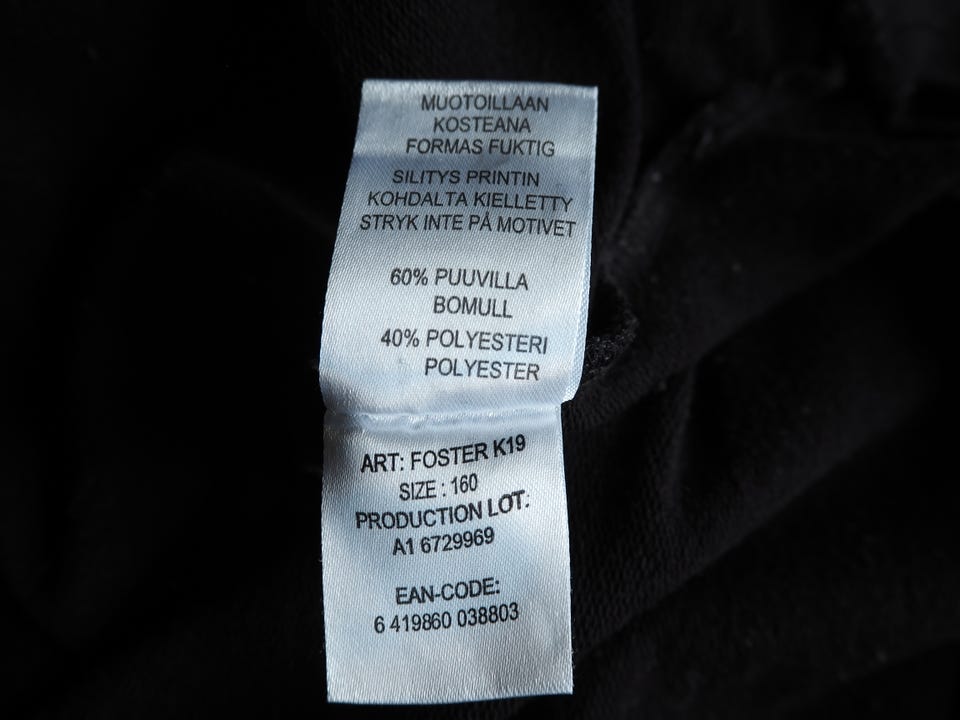 MUOTOILLAAN
KOSTEANA
FORMAS FUKTIG
SILITYS PRINTIN
KOHDALTA KIELLETTY
STRYK INTE PÅ MOTIVET
60% PUUVILLA
BOMULL
40% POLYESTERI
POLYESTER
ART: FOSTER K19
SIZE : 160
PRODUCTION LOT:
A1 6729969
EAN-CODE:
6 419860 038803